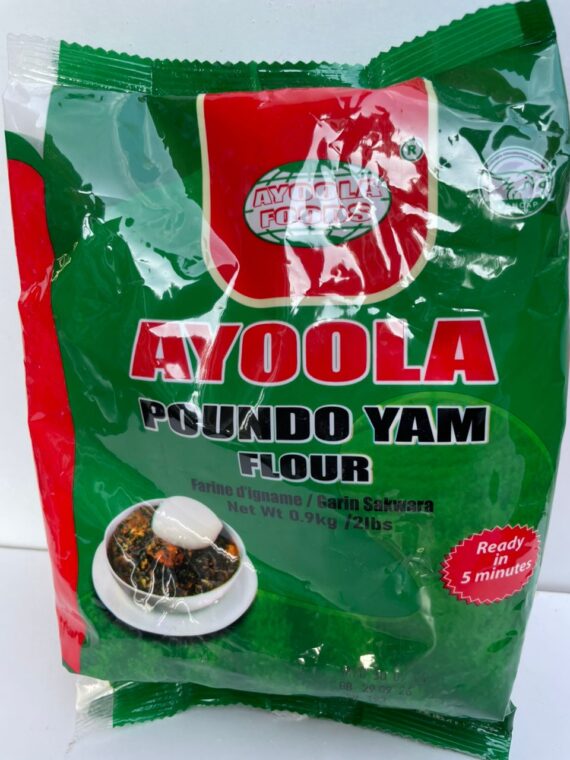 AYOOLA
FOODS
®
AYOOLA
POUNDO YAM
FLOUR
Farine d'igname / Garin Sakwara
Net Wt 0.9kg /2lbs
Ready
in
5 minutes